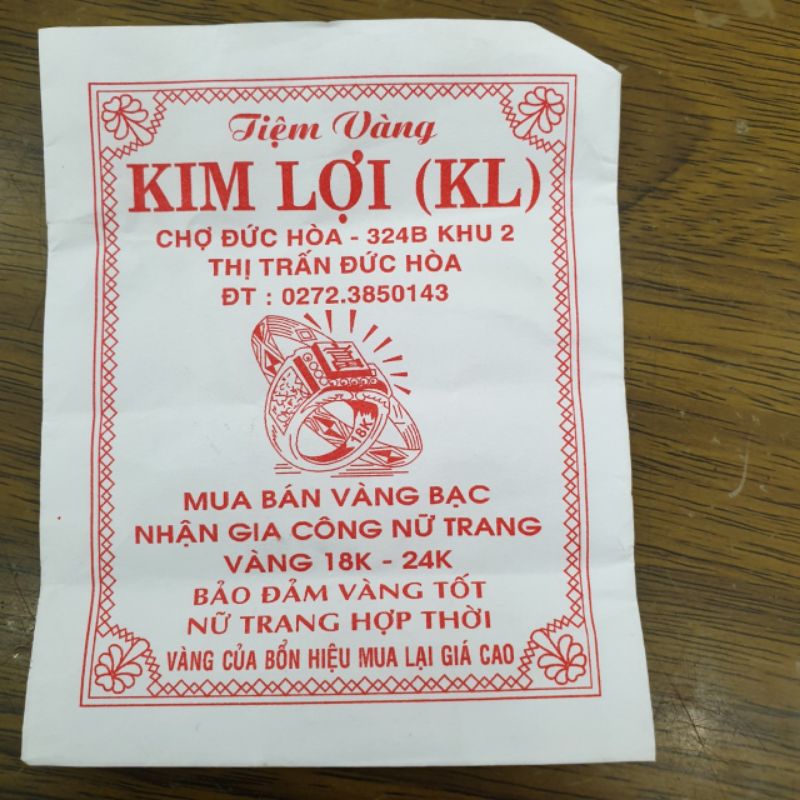 Tiệm Vàng
KIM LỢI (KL)
CHỢ ĐỨC HÒA - 324B KHU 2
THỊ TRẤN ĐỨC HÒA
ĐT : 0272.3850143
18K
MUA BÁN VÀNG BẠC
NHẬN GIA CÔNG NỮ TRANG
VÀNG 18K - 24K
BẢO ĐẢM VÀNG TỐT
NỮ TRANG HỢP THỜI
VÀNG CỦA BỔN HIỆU MUA LẠI GIÁ CAO